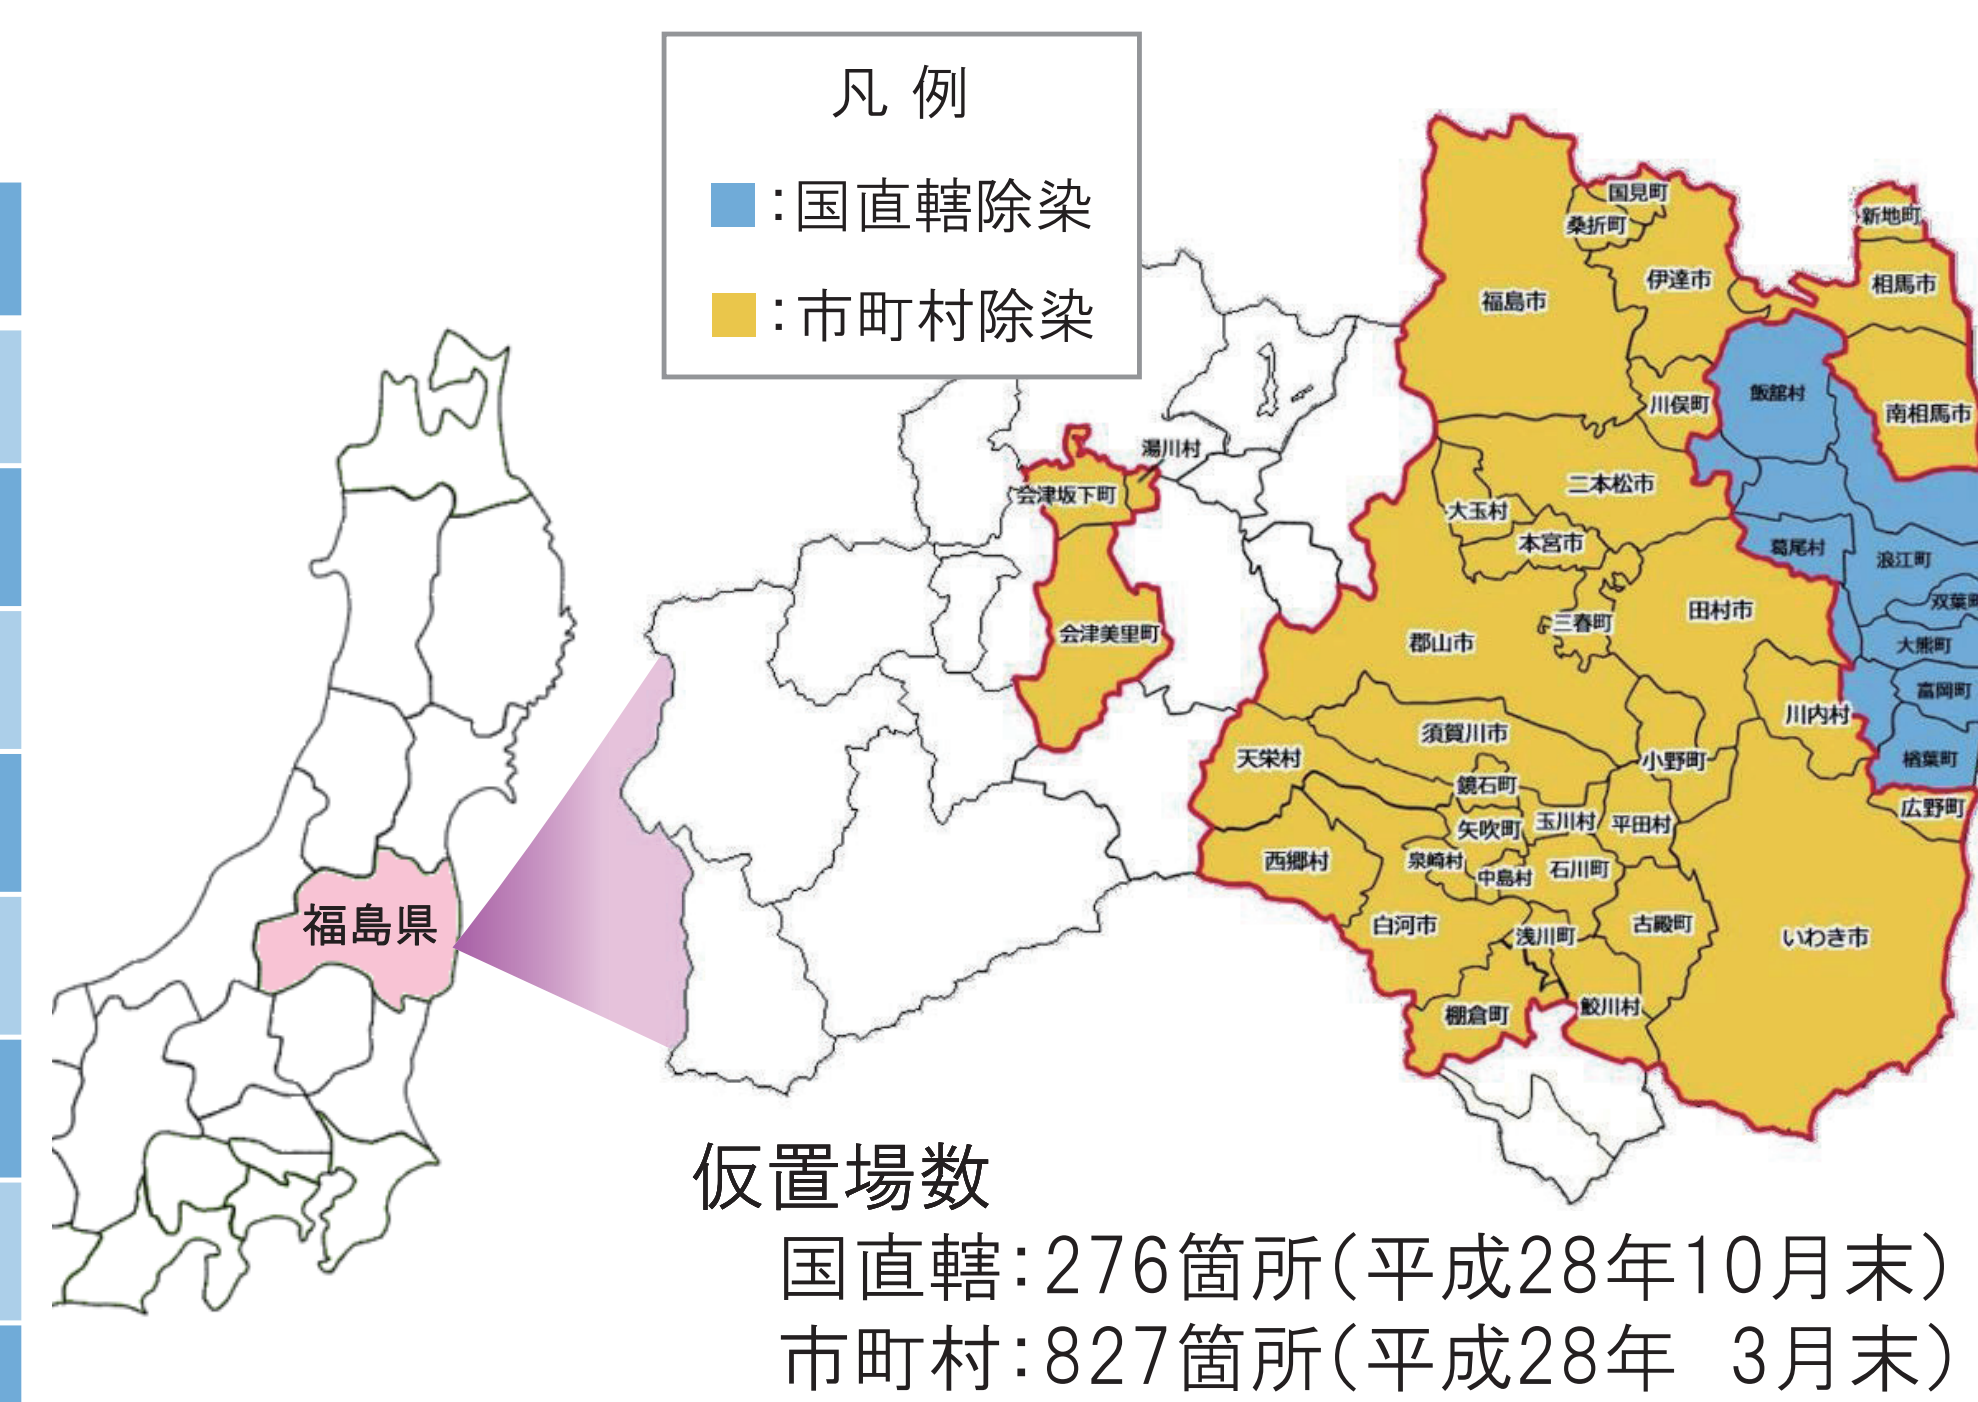 凡 例
：国直轄除染
：市町村除染
国見町
桑折町
新地町
伊達市
相馬市
福島市
飯舘村
川俣町
南相馬市
湯川村
会津坂下町
二本松市
大玉村
本宮市
葛尾村
浪江町
双葉町
田村市
三春町
会津美里町
郡山市
大熊町
富岡町
川内村
須賀川市
天栄村
小野町
楢葉町
鏡石町
広野町
矢吹町
玉川村
平田村
西郷村
泉崎村
中島村
石川町
福島県
白河市
浅川町
古殿町
いわき市
棚倉町
鮫川村
仮置場数
国直轄：276箇所（平成28年10月末）
市町村：827箇所（平成28年 3月末）